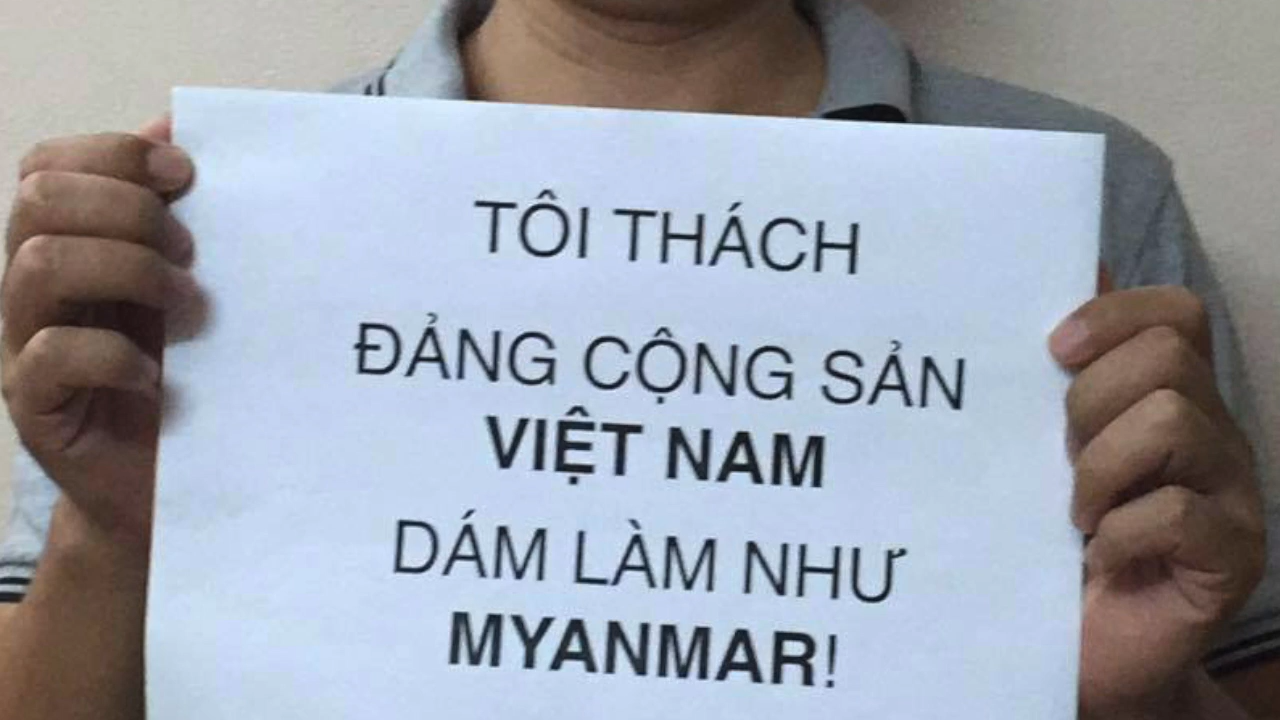 TÔI THÁCH
ĐẢNG CỘNG SẢN
VIỆT NAM
DÁM LÀM NHƯ
MYANMAR!